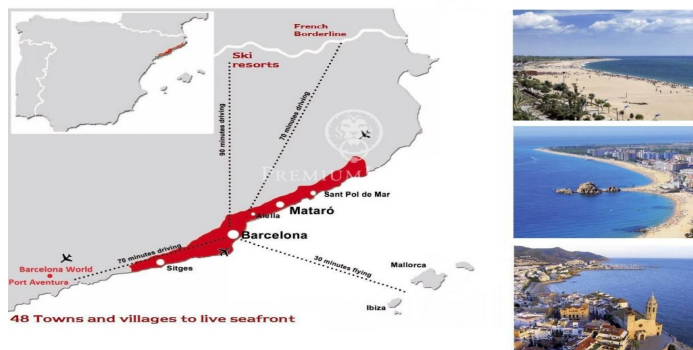 French
Borderline
Ski
resorts
90 minutes driving
70 minutes driving
PREMIUM
Sant Pol de Mar
Mataró
Alella
Barcelona
70 minutes driving
30 minutes flying
Barcelona World
Port Aventura
Sitges
Mallorca
Ibiza
48 Towns and villages to live seafront